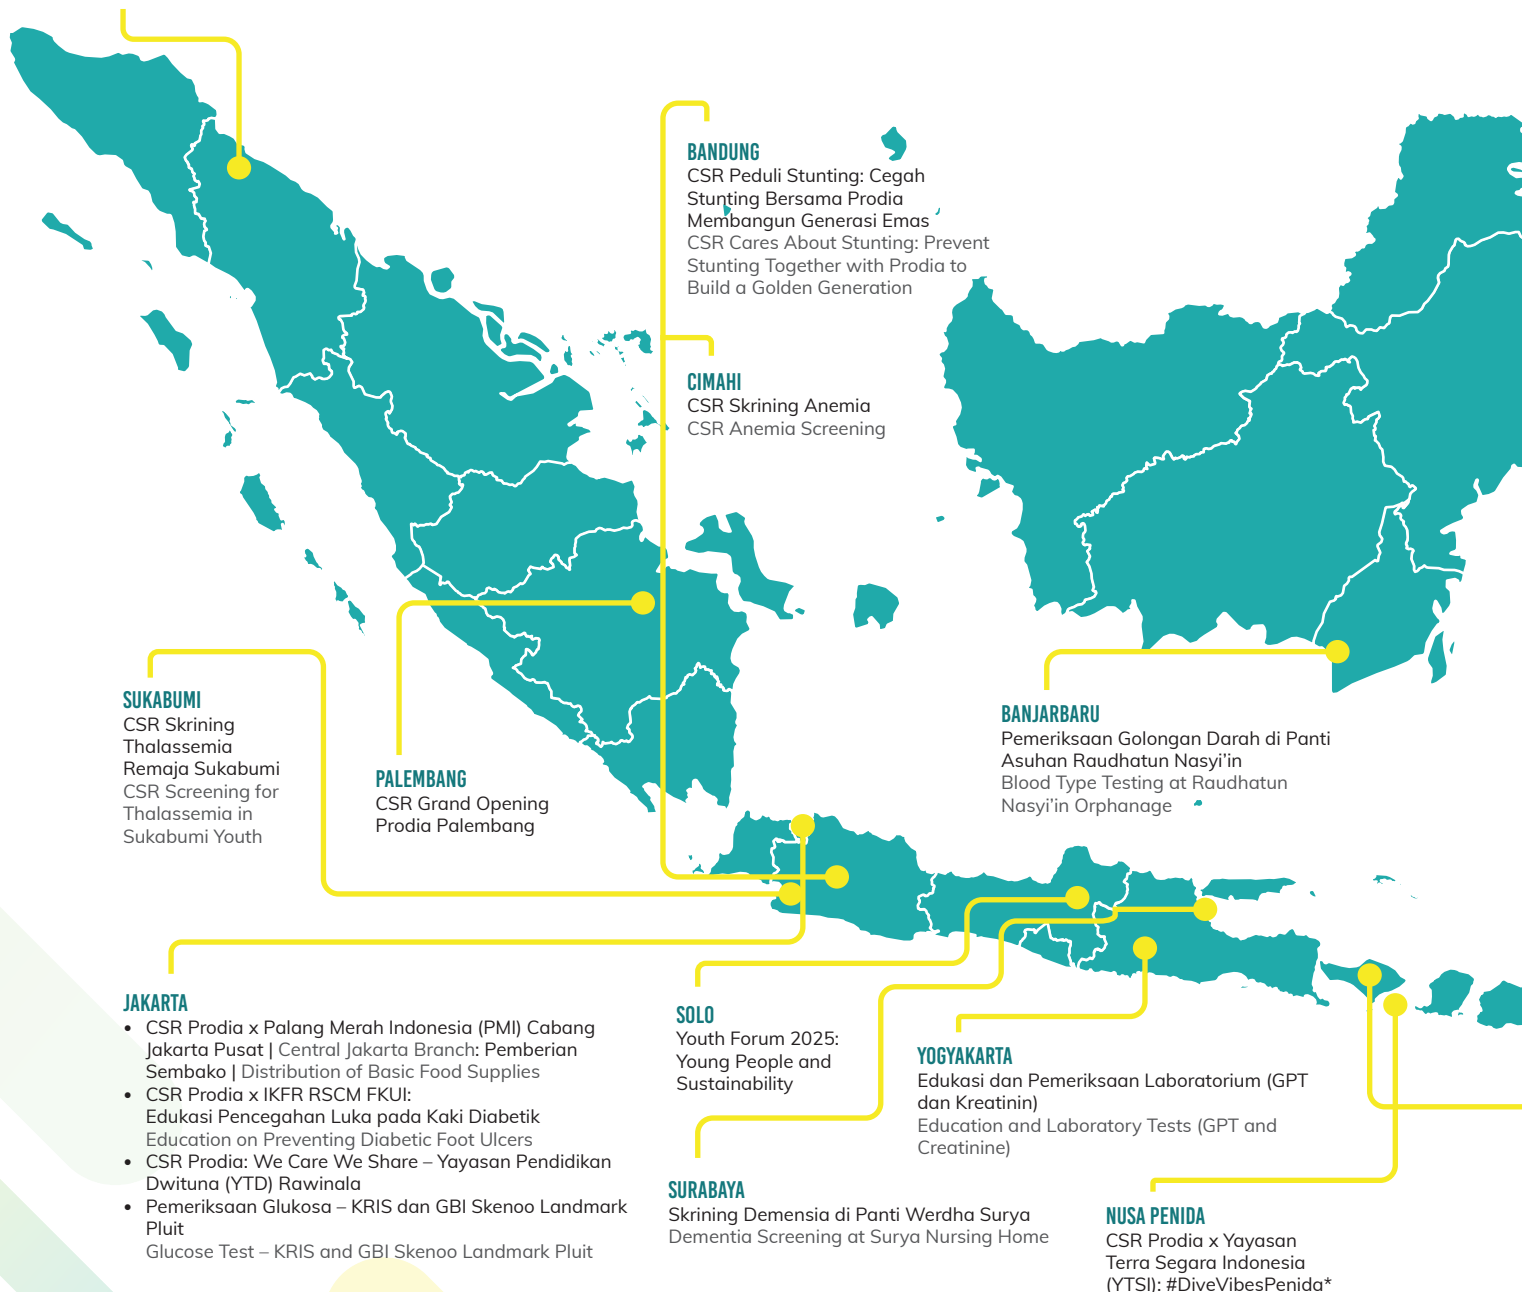 BANDUNG
CSR Peduli Stunting: Cegah
Stunting Bersama Prodia
Membangun Generasi Emas
CSR Cares About Stunting: Prevent
Stunting Together with Prodia to
Build a Golden Generation
CIMAHI
CSR Skrining Anemia
CSR Anemia Screening
SUKABUMI
CSR Skrining
Thalassemia
Remaja Sukabumi
CSR Screening for
Thalassemia in
Sukabumi Youth
PALEMBANG
CSR Grand Opening
Prodia Palembang
BANJARBARU
Pemeriksaan Golongan Darah di Panti
Asuhan Raudhatun Nasyi’in
Blood Type Testing at Raudhatun
Nasyi’in Orphanage
JAKARTA
• CSR Prodia x Palang Merah Indonesia (PMI) Cabang
Jakarta Pusat | Central Jakarta Branch: Pemberian
Sembako | Distribution of Basic Food Supplies
• CSR Prodia x IKFR RSCM FKUI:
Edukasi Pencegahan Luka pada Kaki Diabetik
Education on Preventing Diabetic Foot Ulcers
• CSR Prodia: We Care We Share – Yayasan Pendidikan
Dwituna (YTD) Rawinala
• Pemeriksaan Glukosa – KRIS dan GBI Skenoo Landmark
Pluit
Glucose Test – KRIS and GBI Skenoo Landmark Pluit
SOLO
Youth Forum 2025:
Young People and
Sustainability
YOGYAKARTA
Edukasi dan Pemeriksaan Laboratorium (GPT
dan Kreatinin)
Education and Laboratory Tests (GPT and
Creatinine)
SURABAYA
Skrining Demensia di Panti Werdha Surya
Dementia Screening at Surya Nursing Home
NUSA PENIDA
CSR Prodia x Yayasan
Terra Segara Indonesia
(YTSI): #DiveVibesPenida*